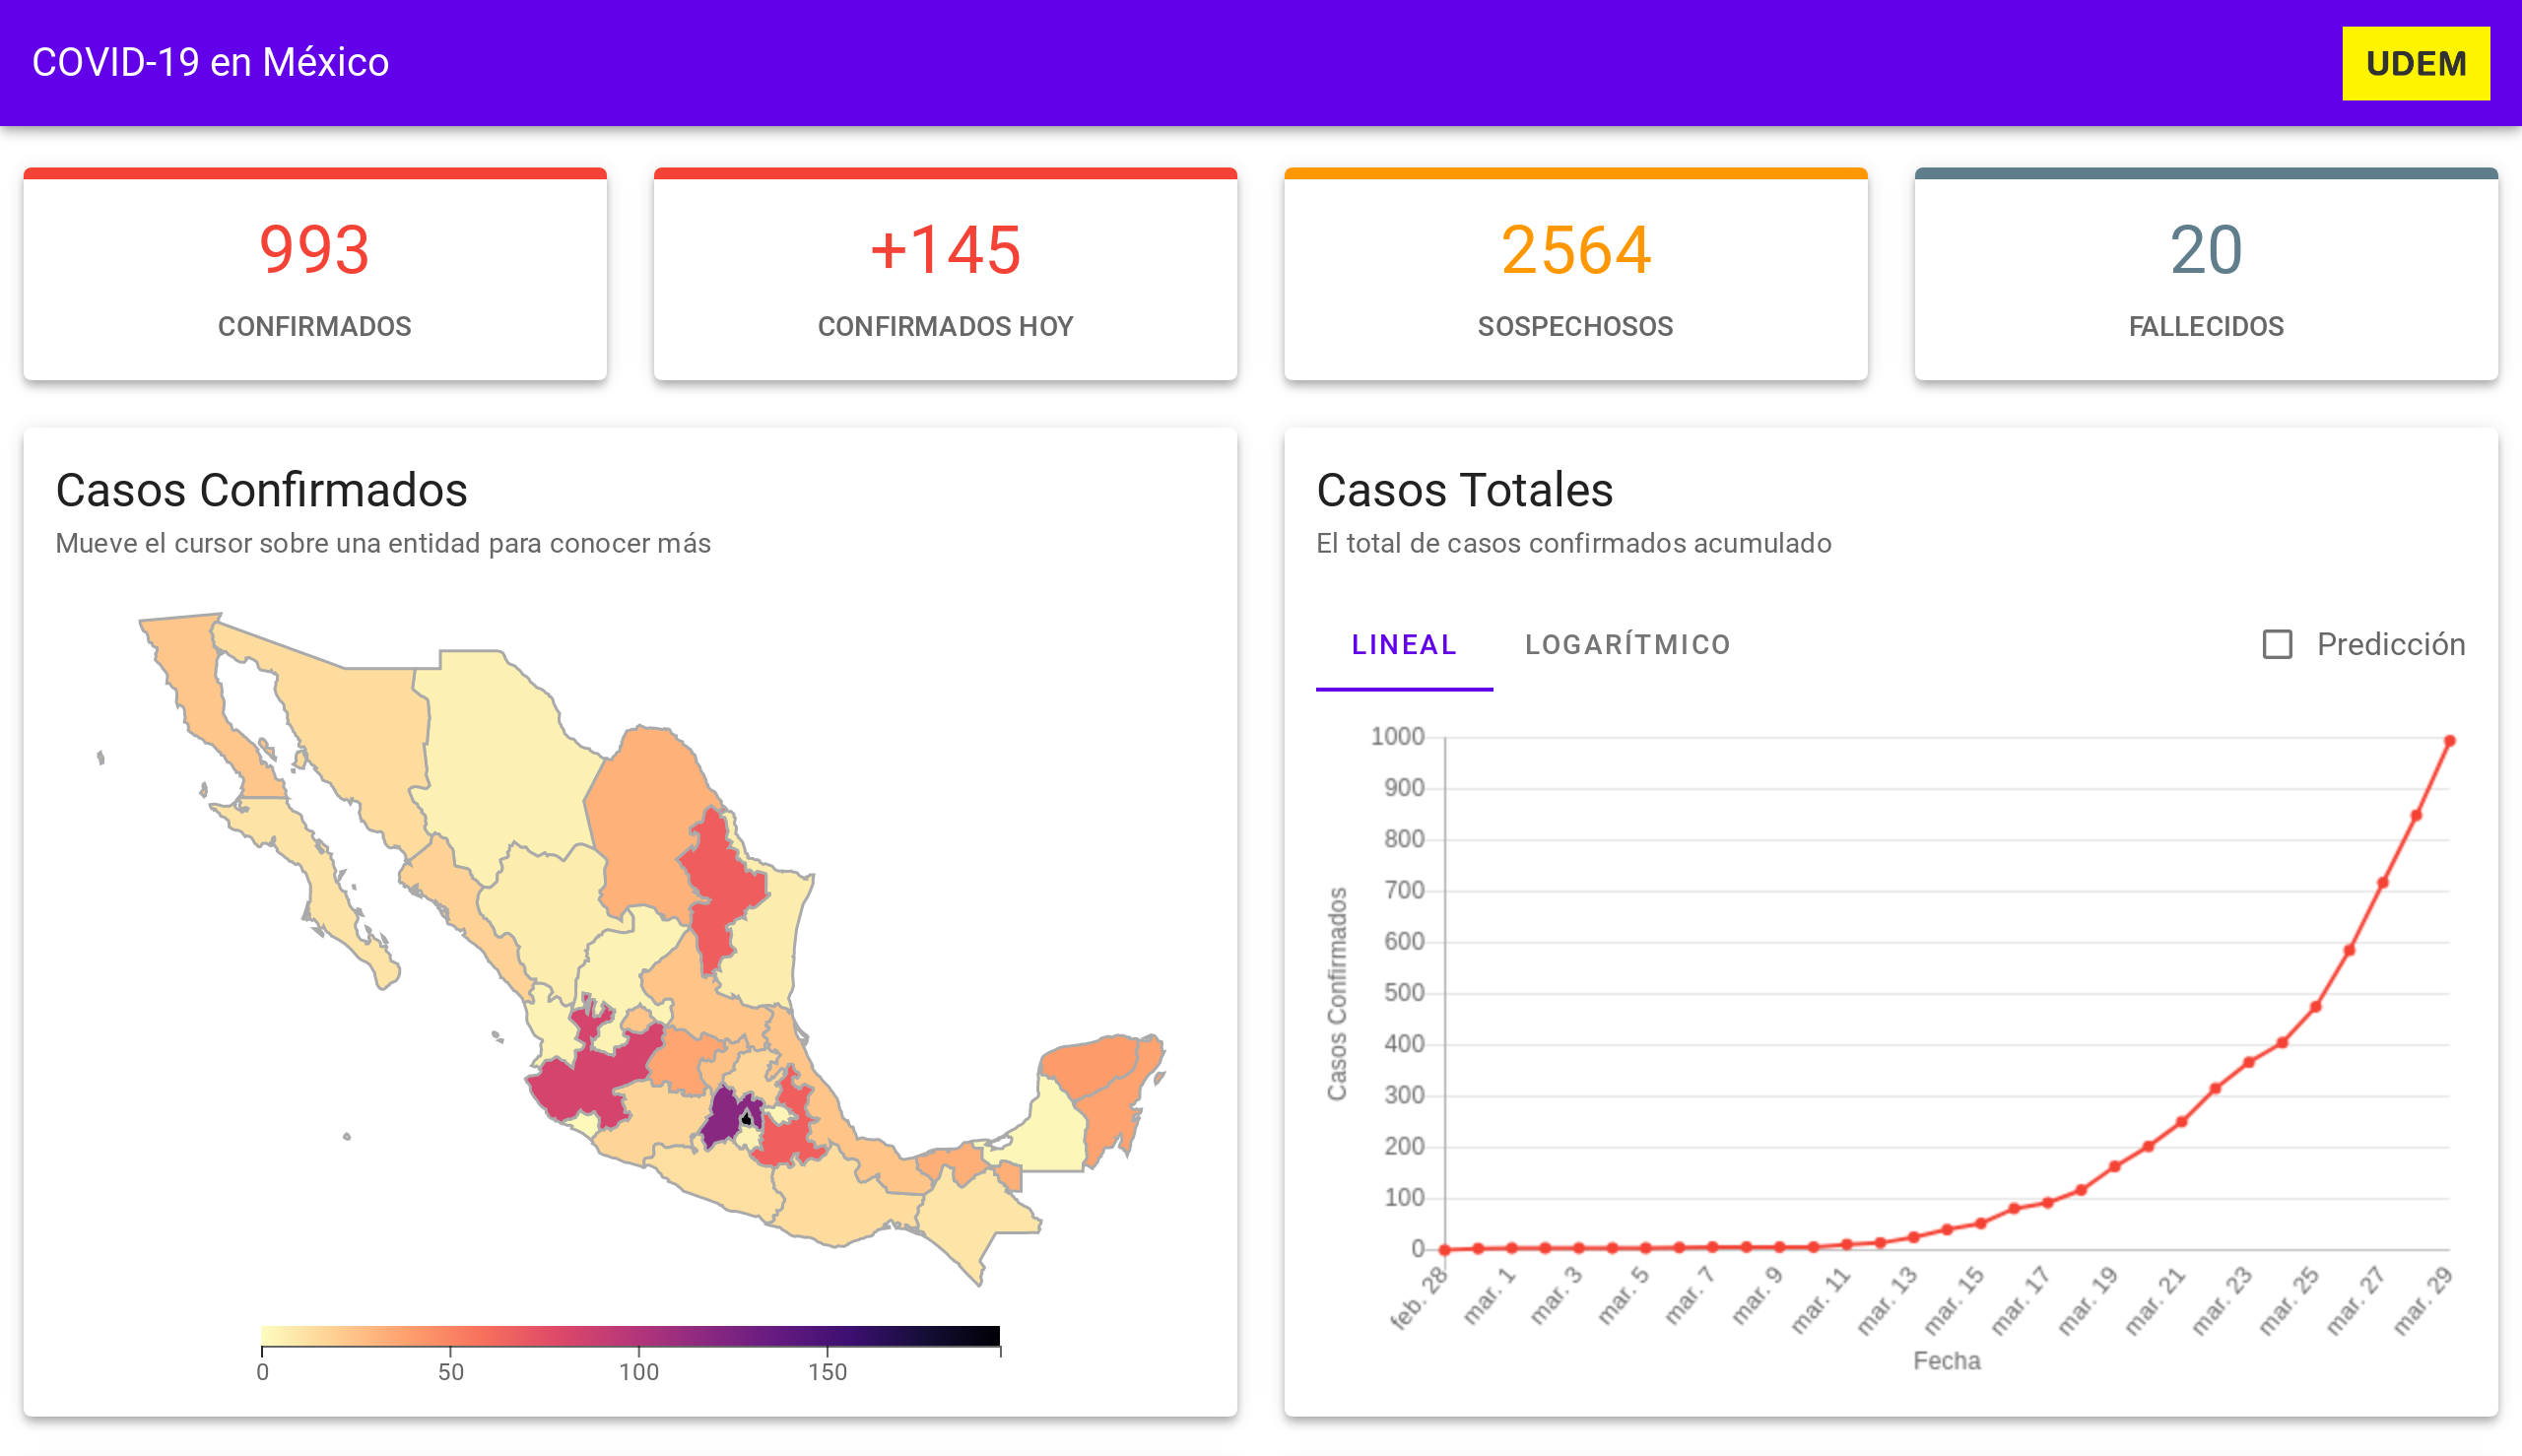 COVID-19 en México
UDEM
993
CONFIRMADOS
+145
CONFIRMADOS HOY
2564
SOSPECHOSOS
20
FALLECIDOS
Casos Confirmados
Mueve el cursor sobre una entidad para conocer más
0
50
100
150
Casos Totales
El total de casos confirmados acumulado
LINEAL
LOGARÍTMICO
Predicción
Casos Confirmados
1000
900
800
700
600
500
400
300
200
100
0
feb. 28
mar. 1
mar. 3
mar. 5
mar. 7
mar. 9
mar. 11
mar. 13
mar. 15
mar. 17
mar. 19
mar. 21
mar. 23
mar. 25
mar. 27
mar. 29
Fecha